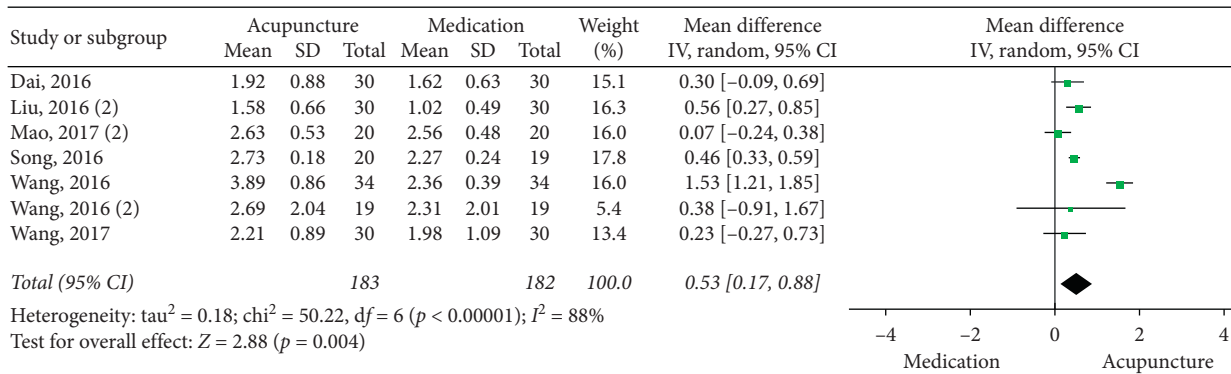 Study or subgroup Acupuncture Medication Weight Mean difference Mean difference
Mean SD Total Mean SD Total (%) IV, random, 95% CI IV, random, 95% CI
Dai, 2016 1.92 0.88 30 1.62 0.63 30 15.1 0.30 [–0.09, 0.69]
Liu, 2016 (2) 1.58 0.66 30 1.02 0.49 30 16.3 0.56 [0.27, 0.85]
Mao, 2017 (2) 2.63 0.53 20 2.56 0.48 20 16.0 0.07 [–0.24, 0.38]
Song, 2016 2.73 0.18 20 2.27 0.24 19 17.8 0.46 [0.33, 0.59]
Wang, 2016 3.89 0.86 34 2.36 0.39 34 16.0 1.53 [1.21, 1.85]
Wang, 2016 (2) 2.69 2.04 19 2.31 2.01 19 5.4 0.38 [–0.91, 1.67]
Wang, 2017 2.21 0.89 30 1.98 1.09 30 13.4 0.23 [–0.27, 0.73]
Total (95% CI) 183 182 100.0 0.53 [0.17, 0.88]
Heterogeneity: tau² = 0.18; chi² = 50.22, df = 6 (p < 0.00001); I² = 88%
Test for overall effect: Z = 2.88 (p = 0.004)
–4 –2 0 2 4
Medication Acupuncture